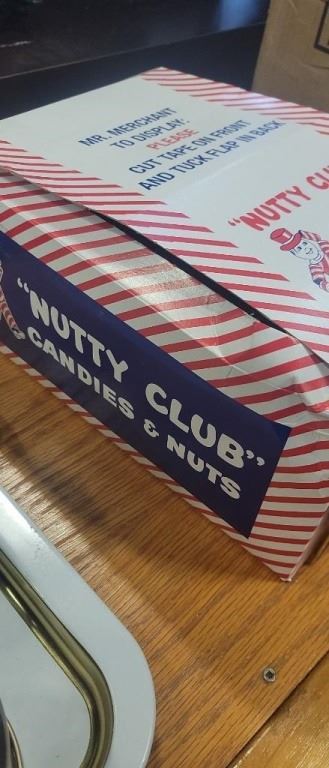 MR. MERCHANT
TO DISPLAY:
PLEASE
CUT TAPE ON FRONT
AND TUCK FLAP IN BACK
"NUTTY
"NUTTY CLUB"
CANDIES & NUTS